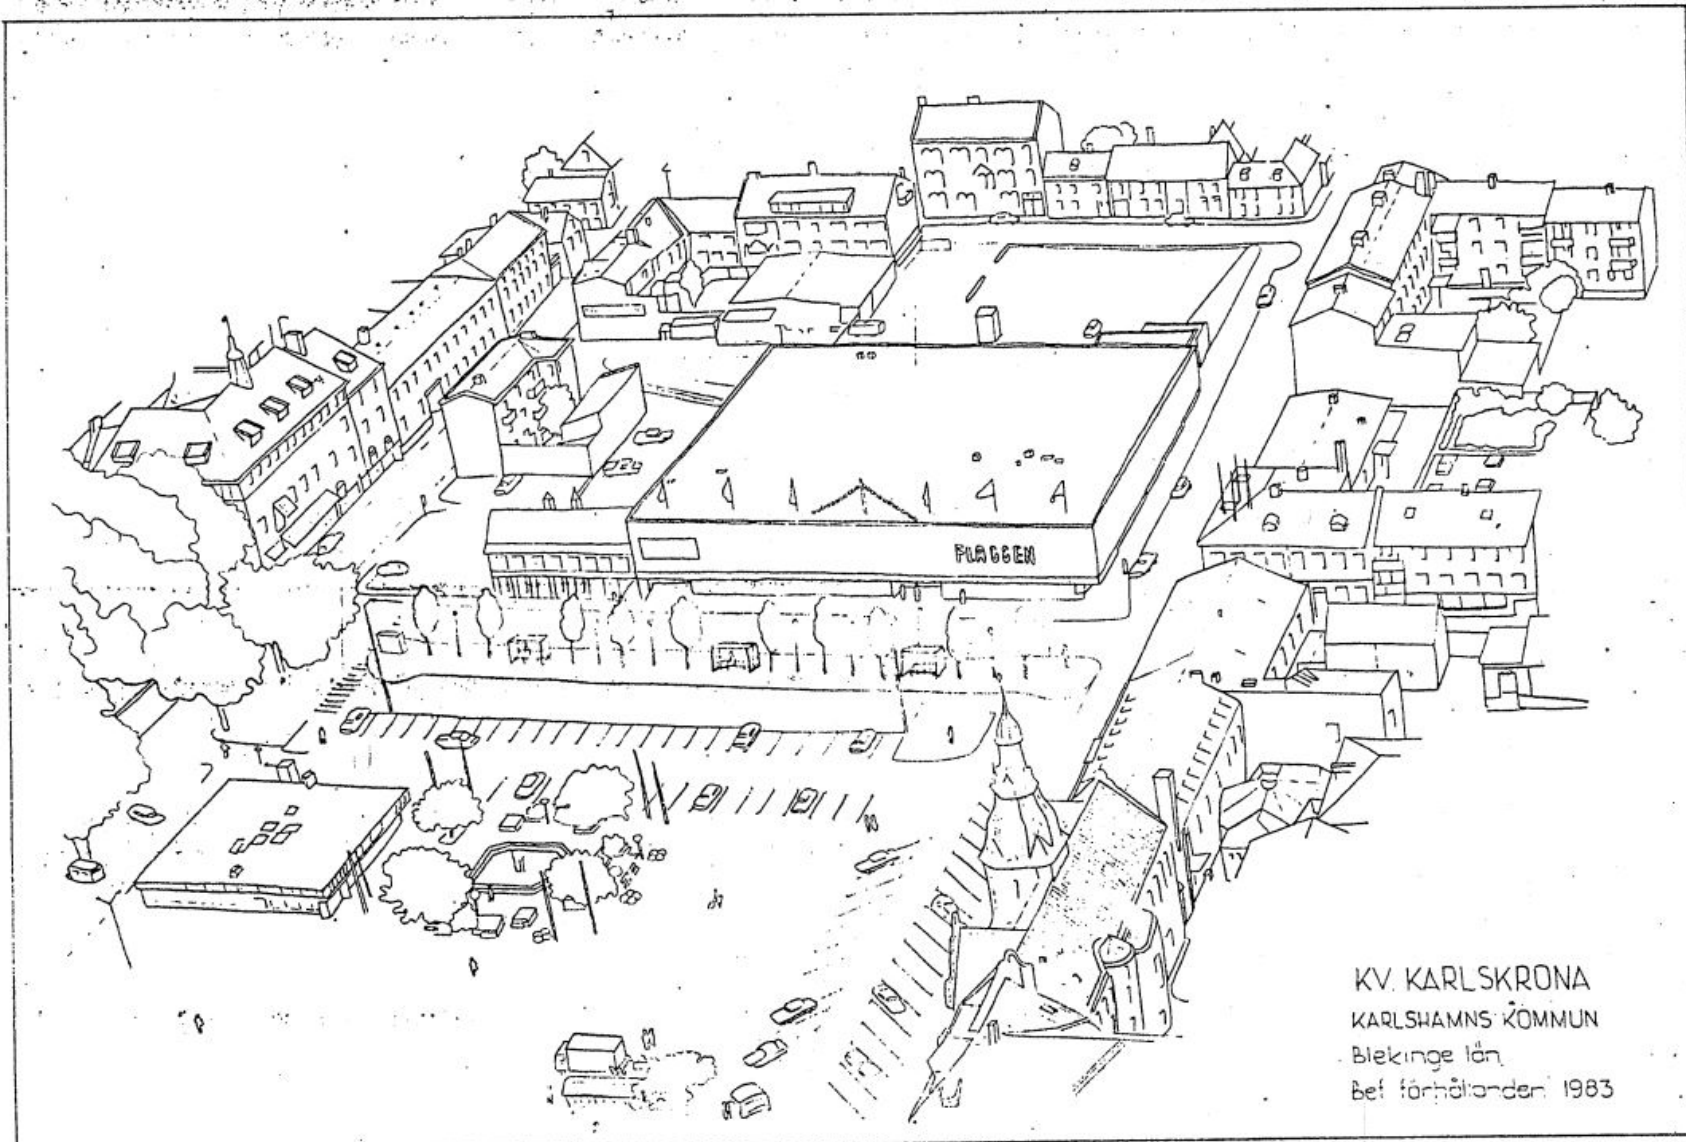 FLAGGEN
KV. KARLSKRONA
KARLSHAMNS KOMMUN
Blekinge län
Bef förhållanden 1983